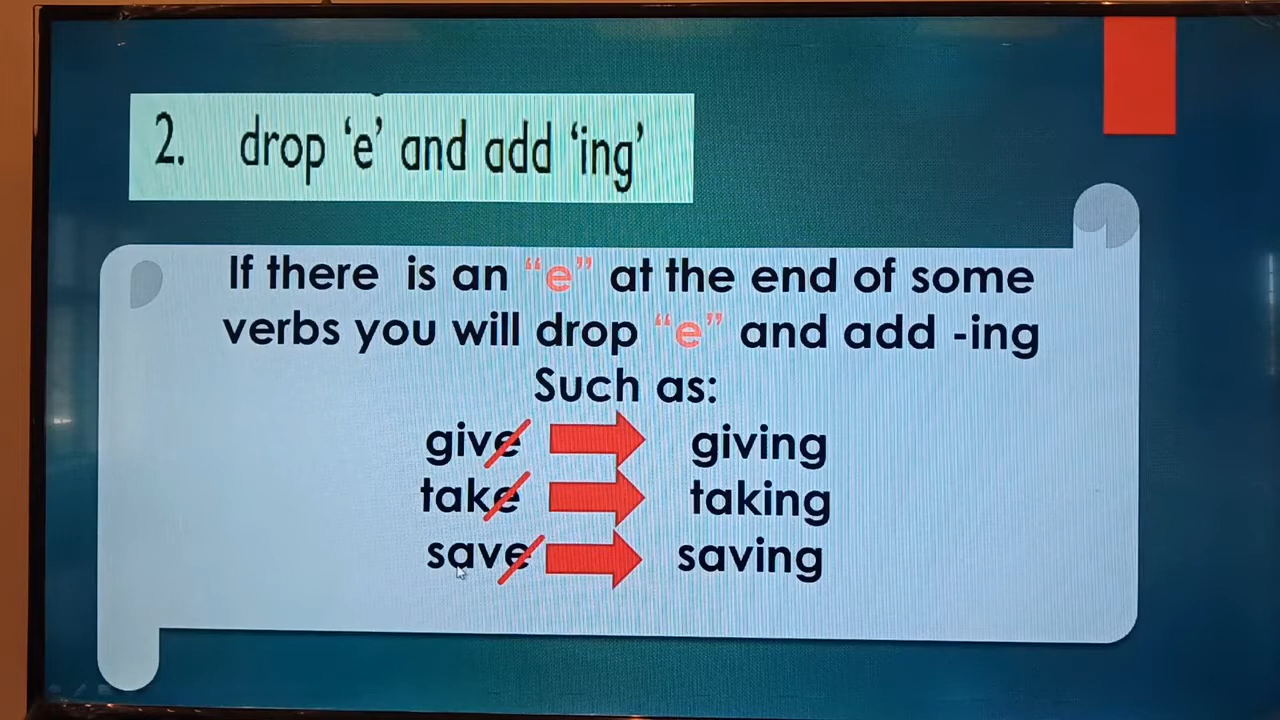 2. drop ‘e’ and add ‘ing’
If there is an “e” at the end of some
verbs you will drop “e” and add -ing
Such as:
give giving
take taking
save saving